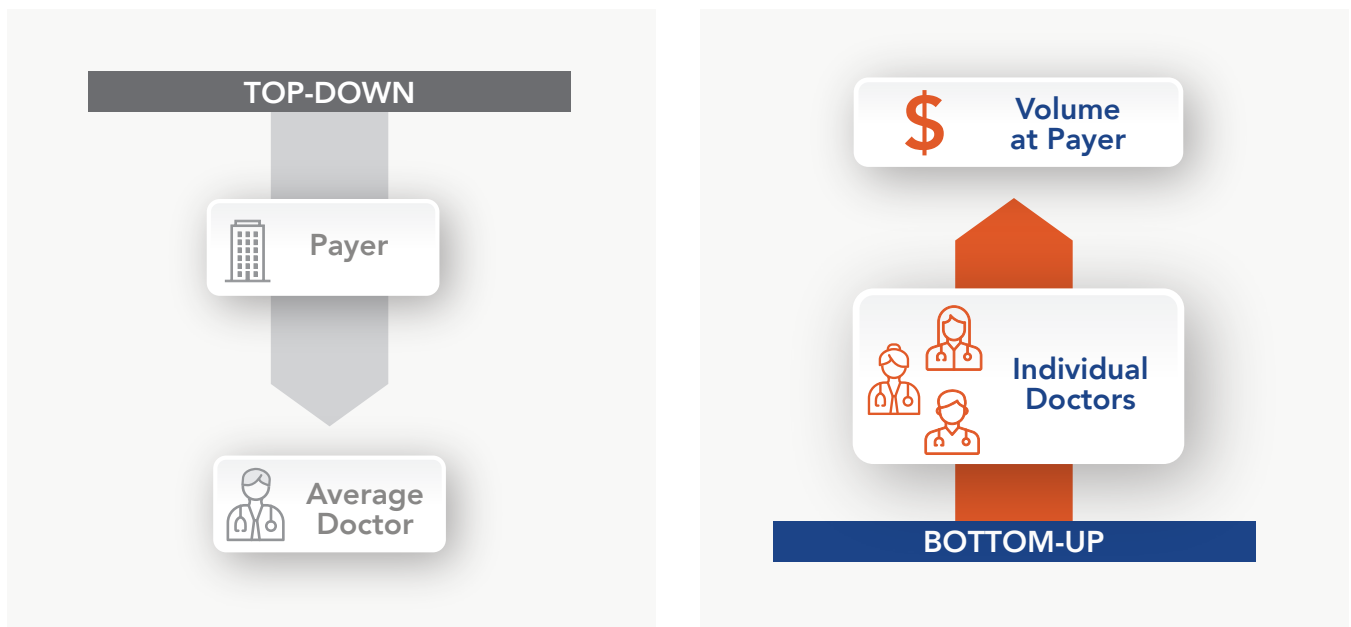 TOP-DOWN
Payer
Average
Doctor
$
Volume
at Payer
Individual
Doctors
BOTTOM-UP